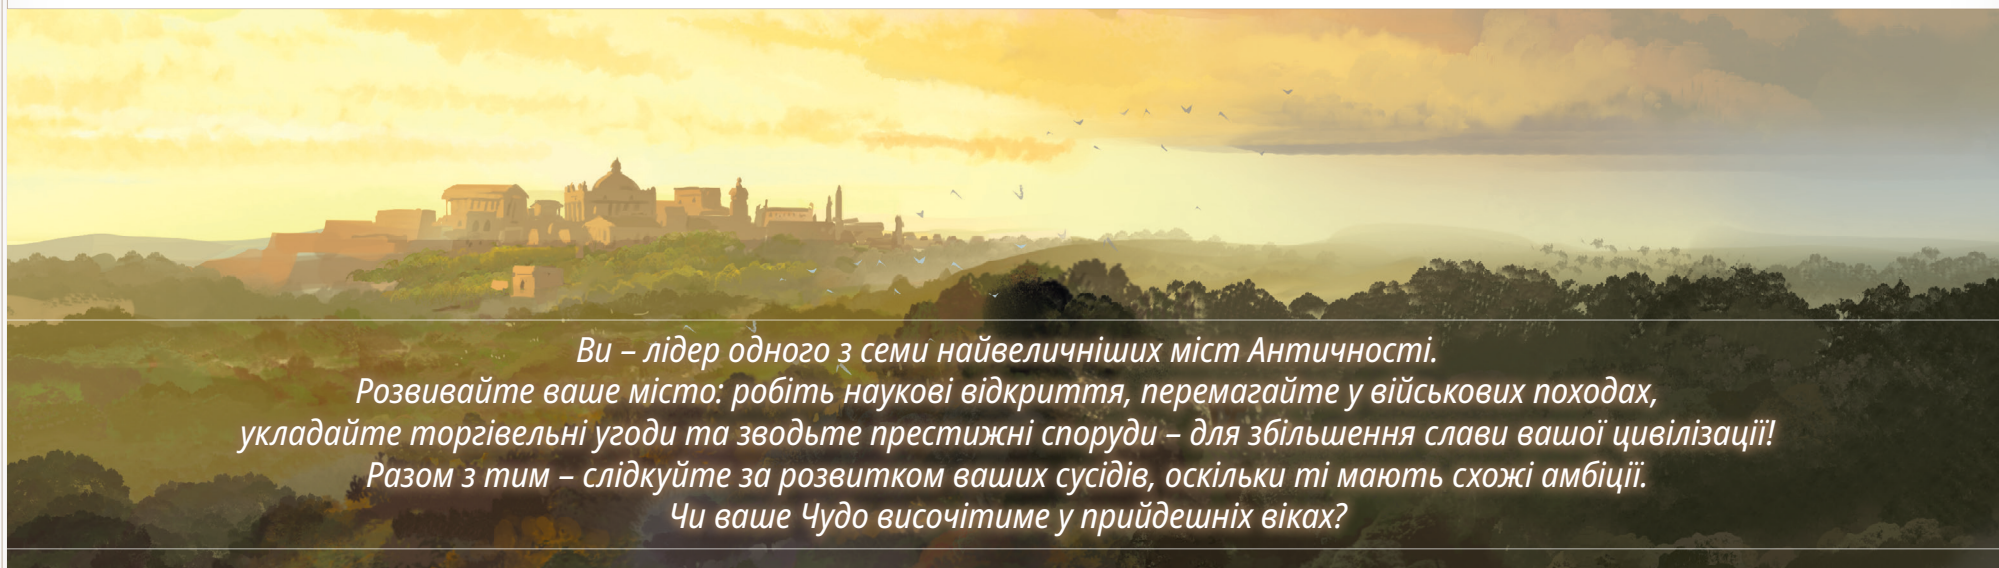 Ви – лідер одного з семи найвеличніших міст Античності.
Розвивайте ваше місто: робіть наукові відкриття, перемагайте у військових походах,
укладайте торгівельні угоди та зводьте престижні споруди – для збільшення слави вашої цивілізації!
Разом з тим – слідкуйте за розвитком ваших сусідів, оскільки ті мають схожі амбіції.
Чи ваше Чудо височітиме у прийдешніх віках?